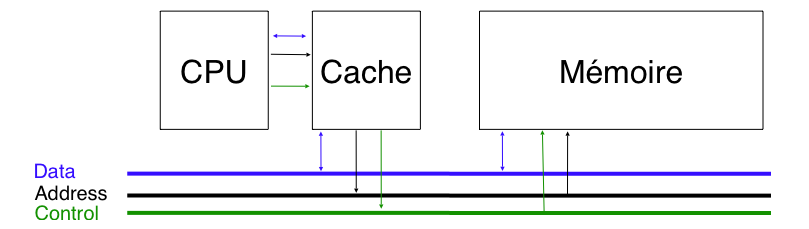 CPU
Cache
Mémoire
Data
Address
Control